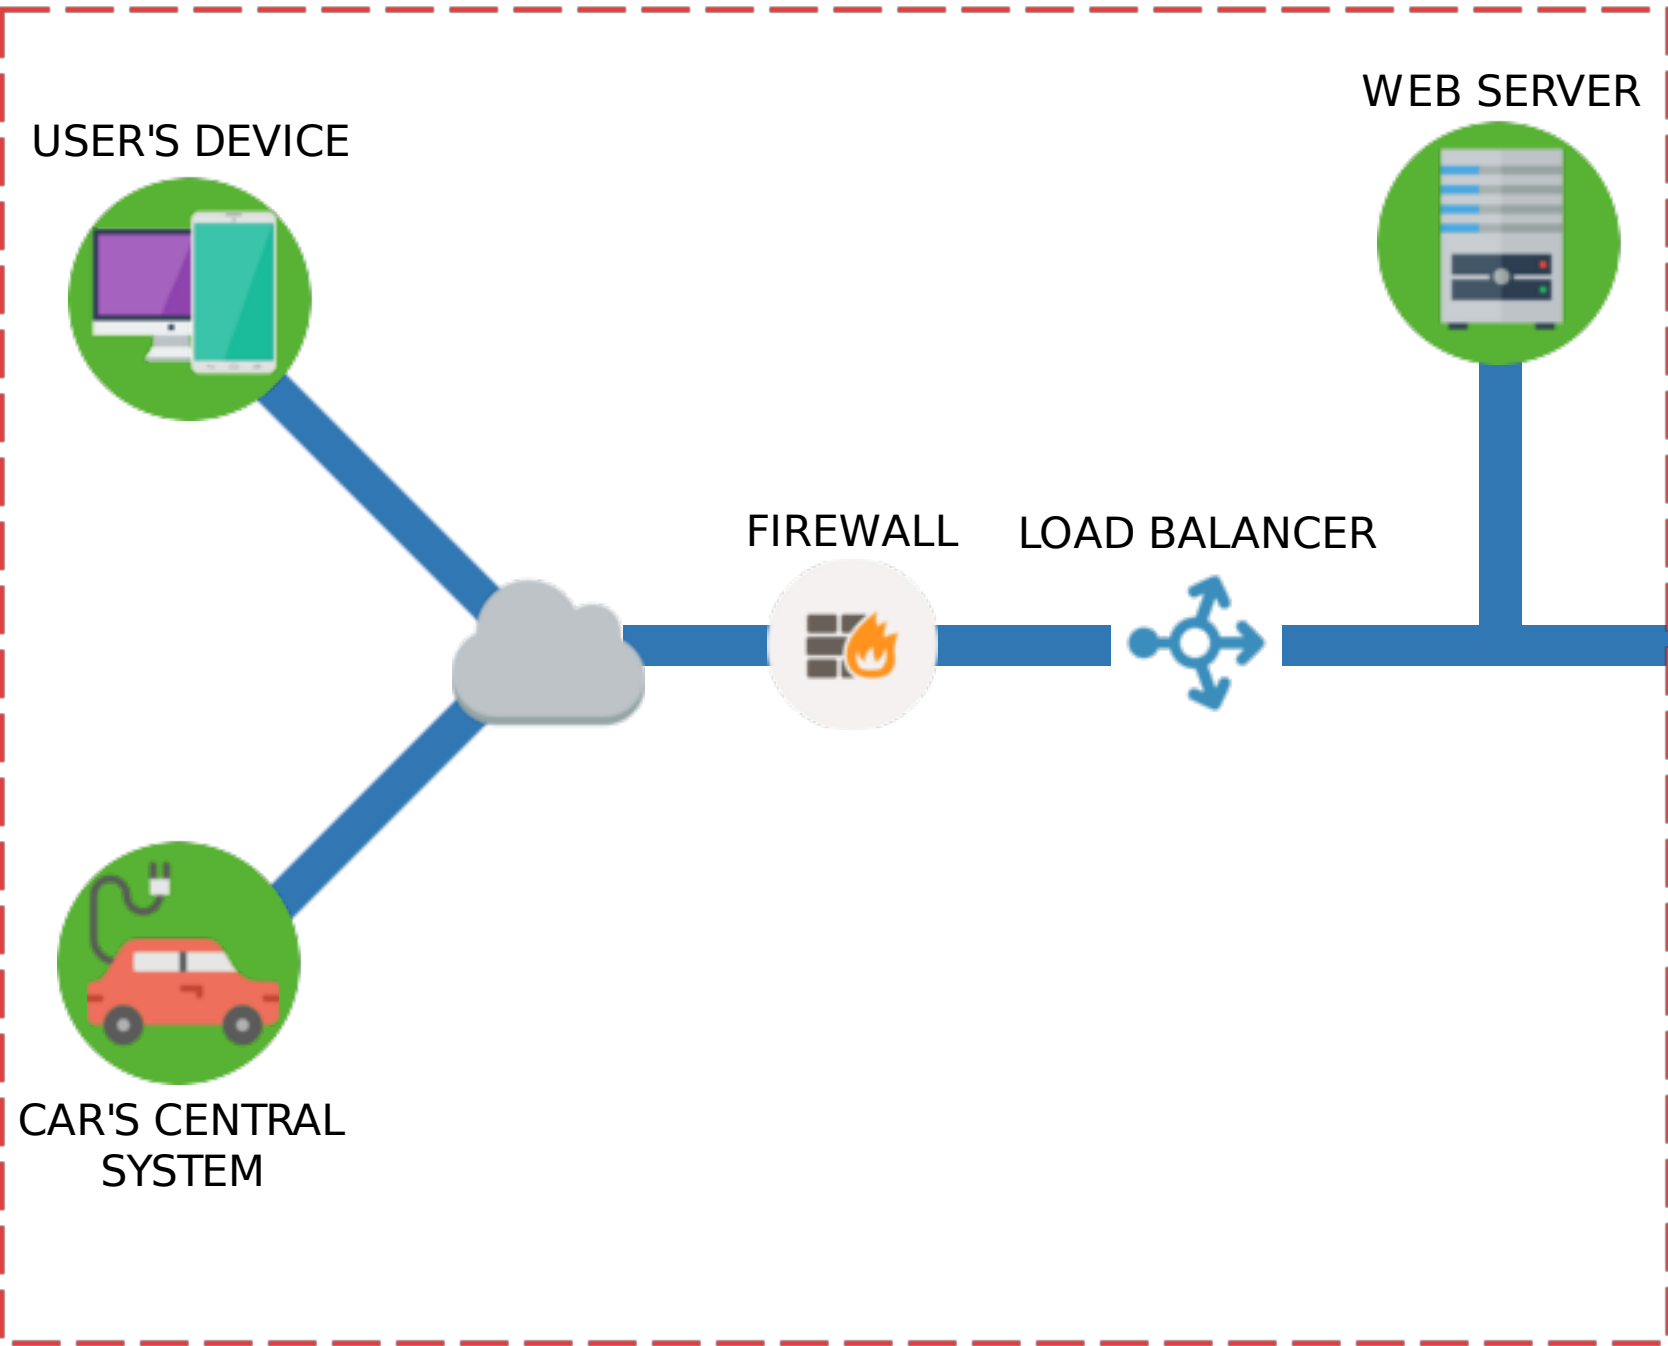 WEB SERVER
USER'S DEVICE
FIREWALL
LOAD BALANCER
CAR'S CENTRAL
SYSTEM